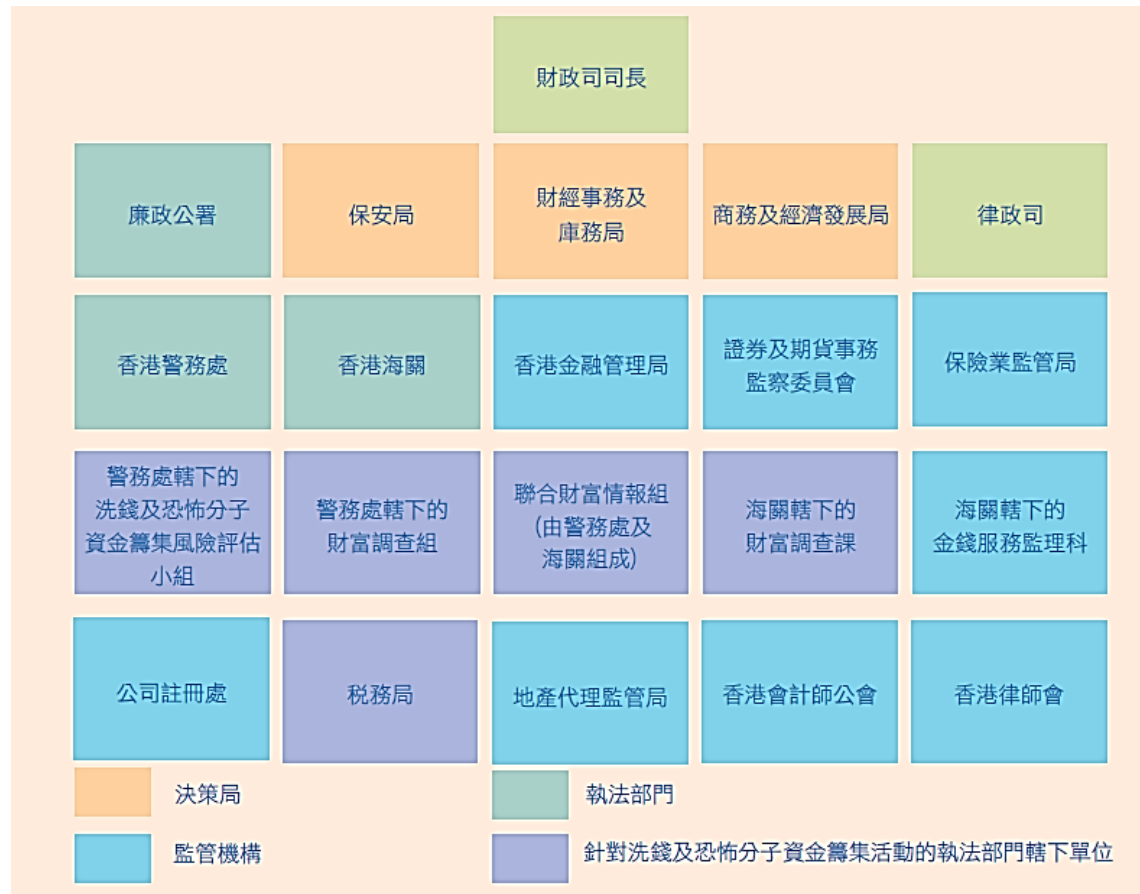 財政司司長
廉政公署
保安局
財經事務及
庫務局
商務及經濟發展局
律政司
香港警務處
香港海關
香港金融管理局
證券及期貨事務
監察委員會
保險業監管局
警務處轄下的
洗錢及恐怖分子
資金籌集風險評估
小組
警務處轄下的
財富調查組
聯合財富情報組
(由警務處及
海關組成)
海關轄下的
財富調查課
海關轄下的
金錢服務監理科
公司註冊處
税務局
地產代理監管局
香港會計師公會
香港律師會
決策局
執法部門
監管機構
針對洗錢及恐怖分子資金籌集活動的執法部門轄下單位